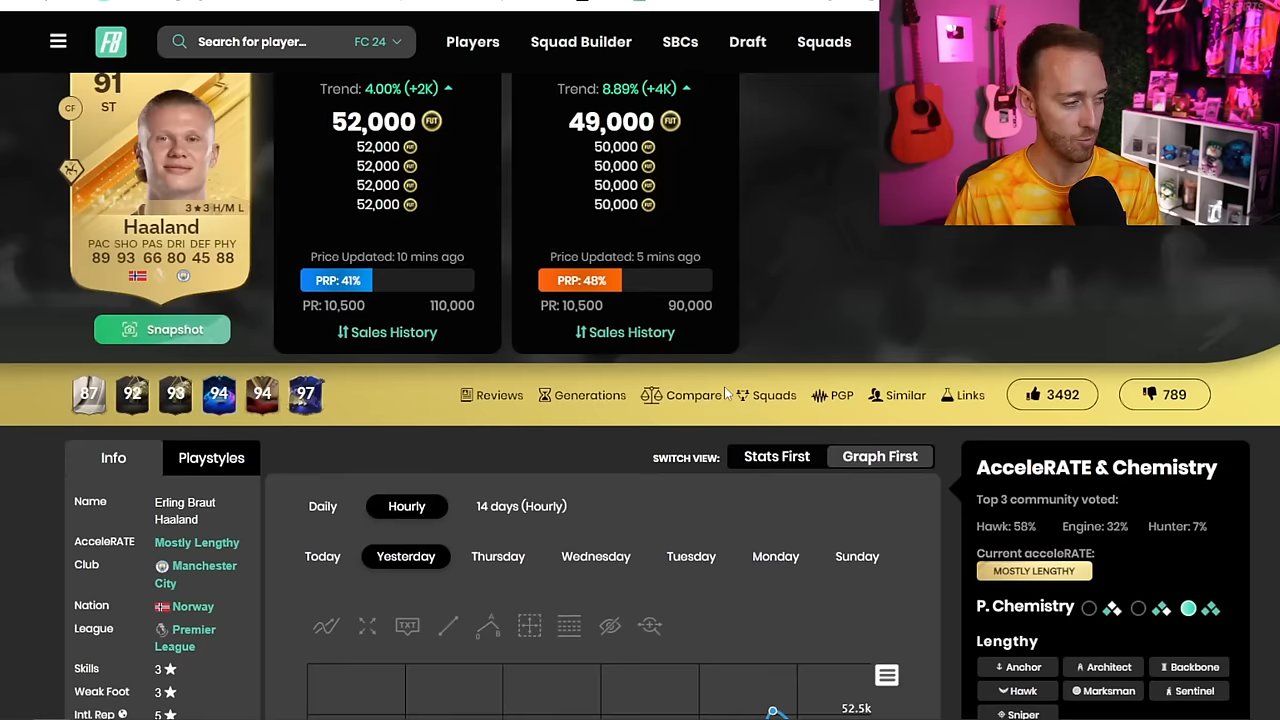 FB
Search for player...
FC 24
Players
Squad Builder
SBCs
Draft
Squads
91
ST
CF
3★3 H/M L
Haaland
PAC SHO PAS DRI DEF PHY
89 93 66 80 45 88
Snapshot
Trend: 4.00% (+2K)
52,000 FUT
52,000
52,000
52,000
52,000
Price Updated: 10 mins ago
PRP: 41%
PR: 10,500 110,000
Sales History
Trend: 8.89% (+4K)
49,000 FUT
50,000
50,000
50,000
50,000
Price Updated: 5 mins ago
PRP: 48%
PR: 10,500 90,000
Sales History
87 92 93 94 94 97
Reviews
Generations
Compare
Squads
PGP
Similar
Links
3492
789
Info
Playstyles
Name Erling Braut
Haaland
AcceleRATE Mostly Lengthy
Club Manchester
City
Nation Norway
League Premier
League
Skills 3 ★
Weak Foot 3 ★
Intl. Rep 5 ★
SWITCH VIEW: Stats First Graph First
Daily Hourly 14 days (Hourly)
Today Yesterday Thursday Wednesday Tuesday Monday Sunday
TXT
52.5k
AcceleRATE & Chemistry
Top 3 community voted:
Hawk: 58% Engine: 32% Hunter: 7%
Current acceleRATE:
MOSTLY LENGTHY
P. Chemistry
Lengthy
Anchor Architect Backbone
Hawk Marksman Sentinel
Sniper